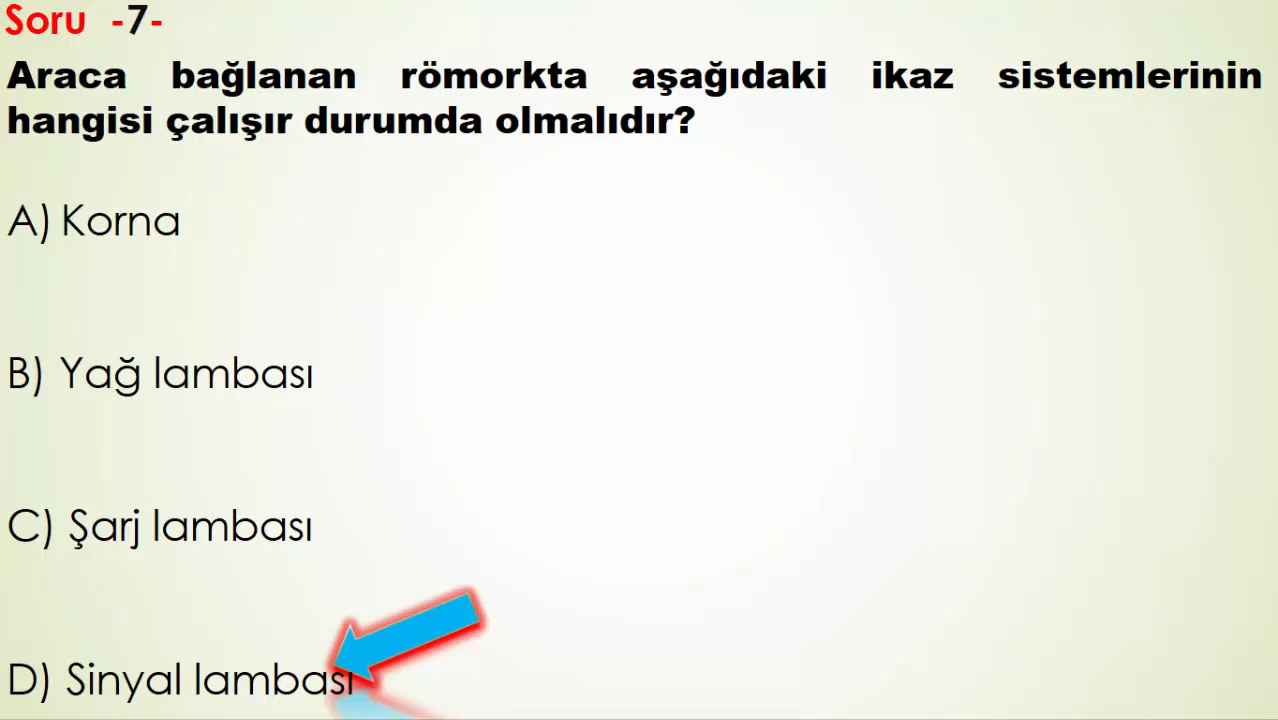 Soru -7-
Araca bağlanan römorkta aşağıdaki ikaz sistemlerinin
hangisi çalışır durumda olmalıdır?
A) Korna
B) Yağ lambası
C) Şarj lambası
D) Sinyal lambası